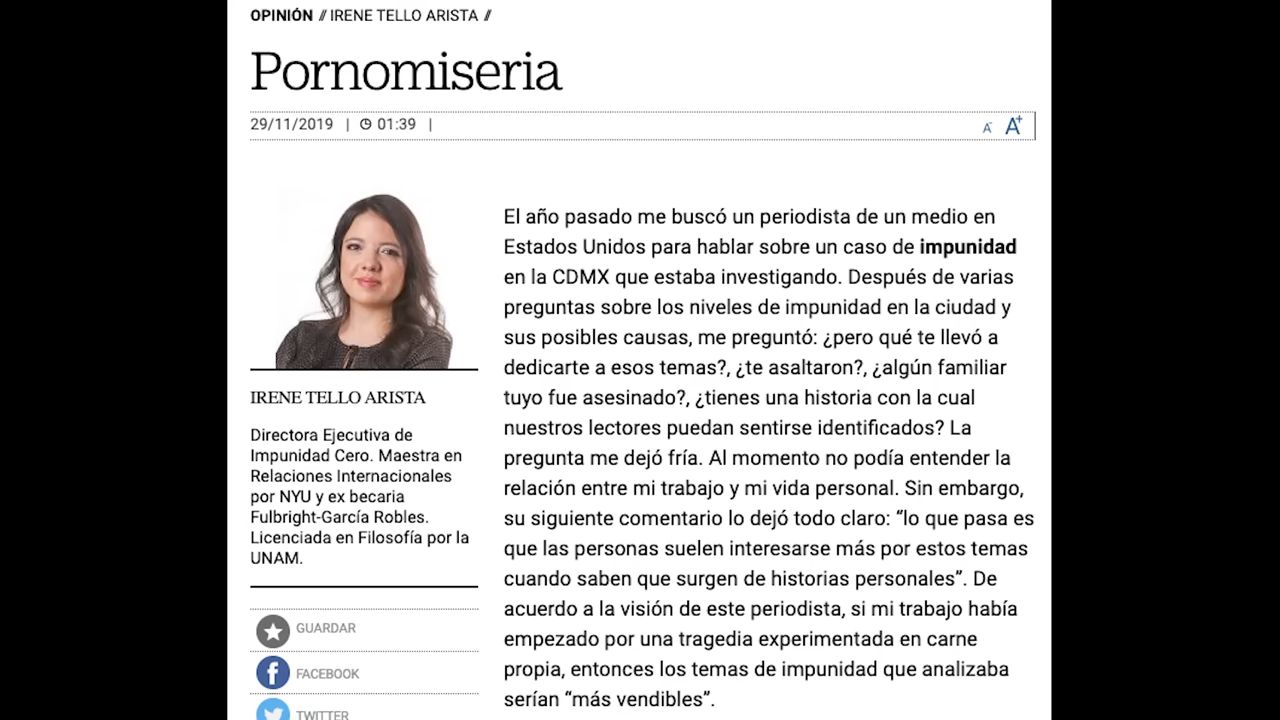 OPINIÓN // IRENE TELLO ARISTA //
Pornomiseria
29/11/2019 | 01:39 |
A- A+
IRENE TELLO ARISTA
Directora Ejecutiva de
Impunidad Cero. Maestra en
Relaciones Internacionales
por NYU y ex becaria
Fulbright-García Robles.
Licenciada en Filosofía por la
UNAM.
GUARDAR
FACEBOOK
TWITTER
El año pasado me buscó un periodista de un medio en
Estados Unidos para hablar sobre un caso de impunidad
en la CDMX que estaba investigando. Después de varias
preguntas sobre los niveles de impunidad en la ciudad y
sus posibles causas, me preguntó: ¿pero qué te llevó a
dedicarte a esos temas?, ¿te asaltaron?, ¿algún familiar
tuyo fue asesinado?, ¿tienes una historia con la cual
nuestros lectores puedan sentirse identificados? La
pregunta me dejó fría. Al momento no podía entender la
relación entre mi trabajo y mi vida personal. Sin embargo,
su siguiente comentario lo dejó todo claro: “lo que pasa es
que las personas suelen interesarse más por estos temas
cuando saben que surgen de historias personales”. De
acuerdo a la visión de este periodista, si mi trabajo había
empezado por una tragedia experimentada en carne
propia, entonces los temas de impunidad que analizaba
serían “más vendibles”.